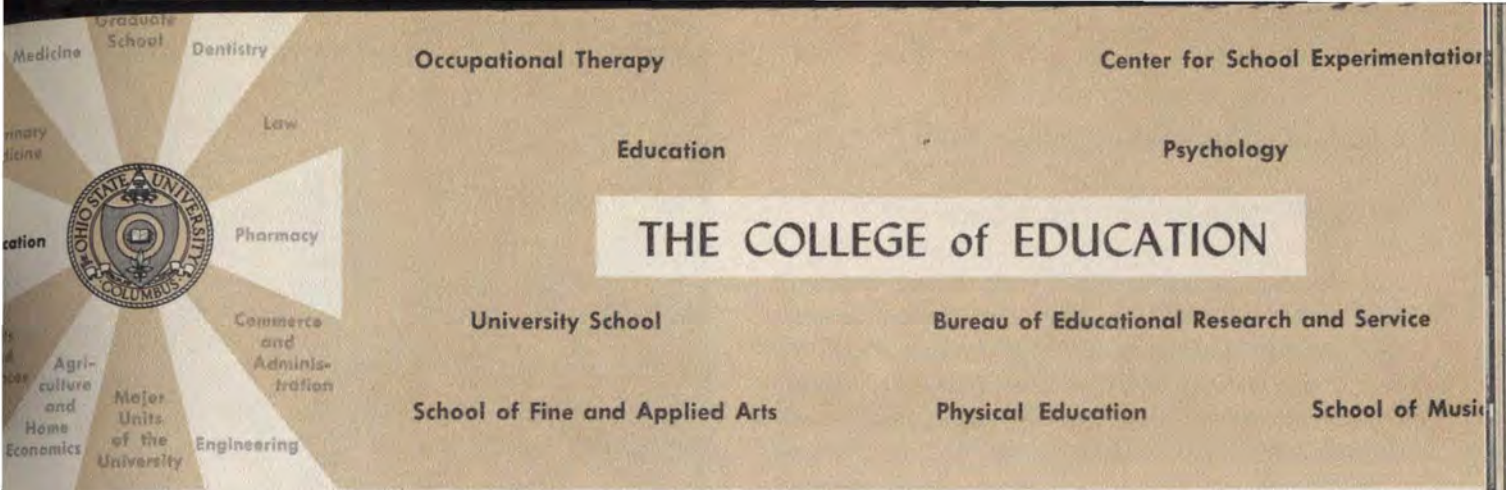 Graduate
School
Medicine
Dentistry
Law
Pharmacy
Commerce
and
Adminis-
tration
Engineering
Major
Units
of the
University
Agri-
culture
and
Home
Economics
cation
OHIO STATE UNIVERSITY
COLUMBUS
Occupational Therapy
Center for School Experimentation
Education
Psychology
THE COLLEGE of EDUCATION
University School
Bureau of Educational Research and Service
School of Fine and Applied Arts
Physical Education
School of Music